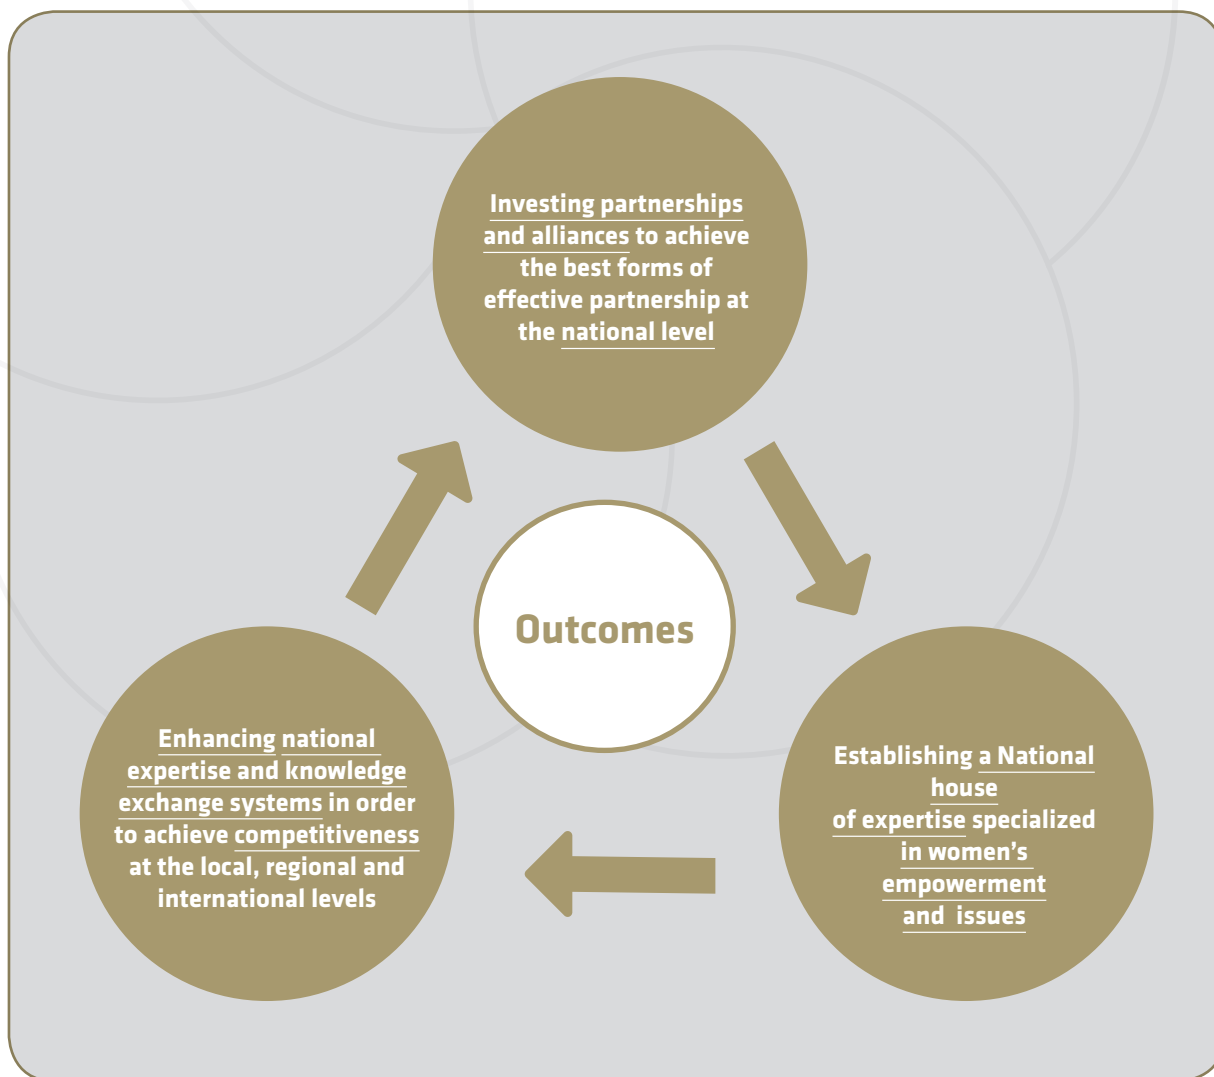 Investing partnerships
and alliances to achieve
the best forms of
effective partnership at
the national level
Outcomes
Enhancing national
expertise and knowledge
exchange systems in order
to achieve competitiveness
at the local, regional and
international levels
Establishing a National
house
of expertise specialized
in women's
empowerment
and issues